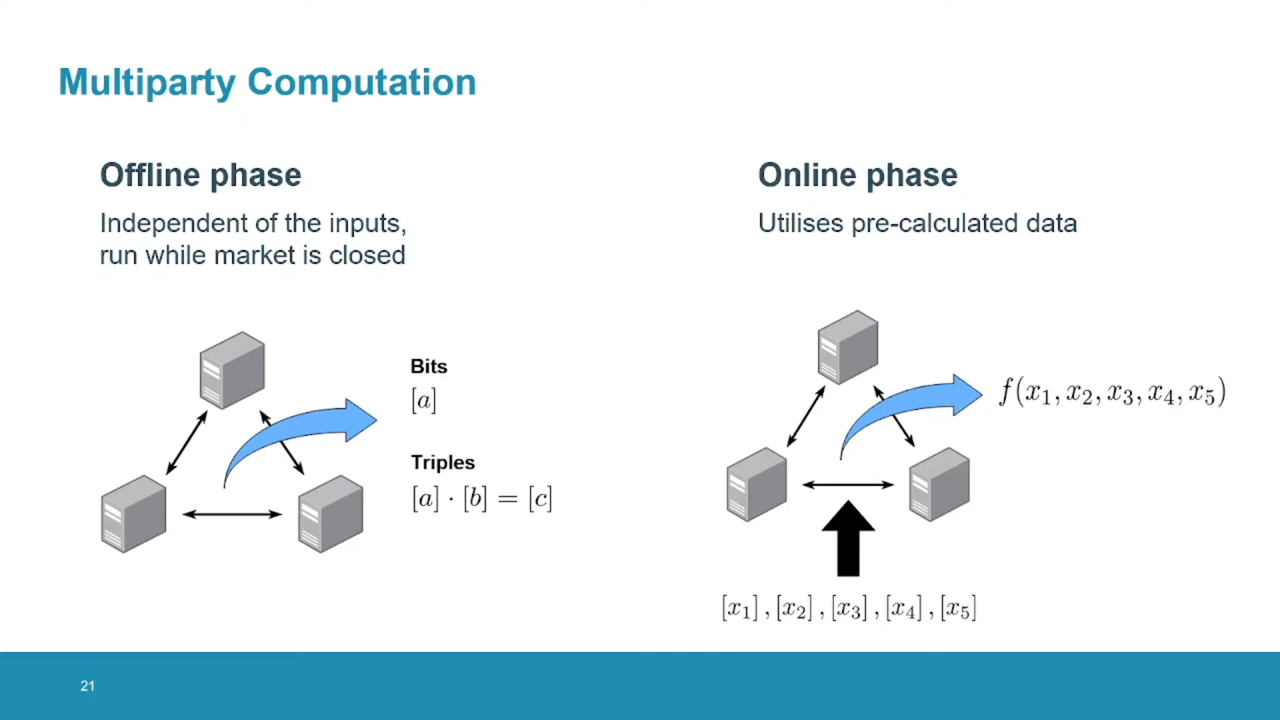 Multiparty Computation
Offline phase
Independent of the inputs,
run while market is closed
Bits
[a]
Triples
[a] · [b] = [c]
Online phase
Utilises pre-calculated data
f(x₁, x₂, x₃, x₄, x₅)
[x₁] , [x₂] , [x₃] , [x₄] , [x₅]
21